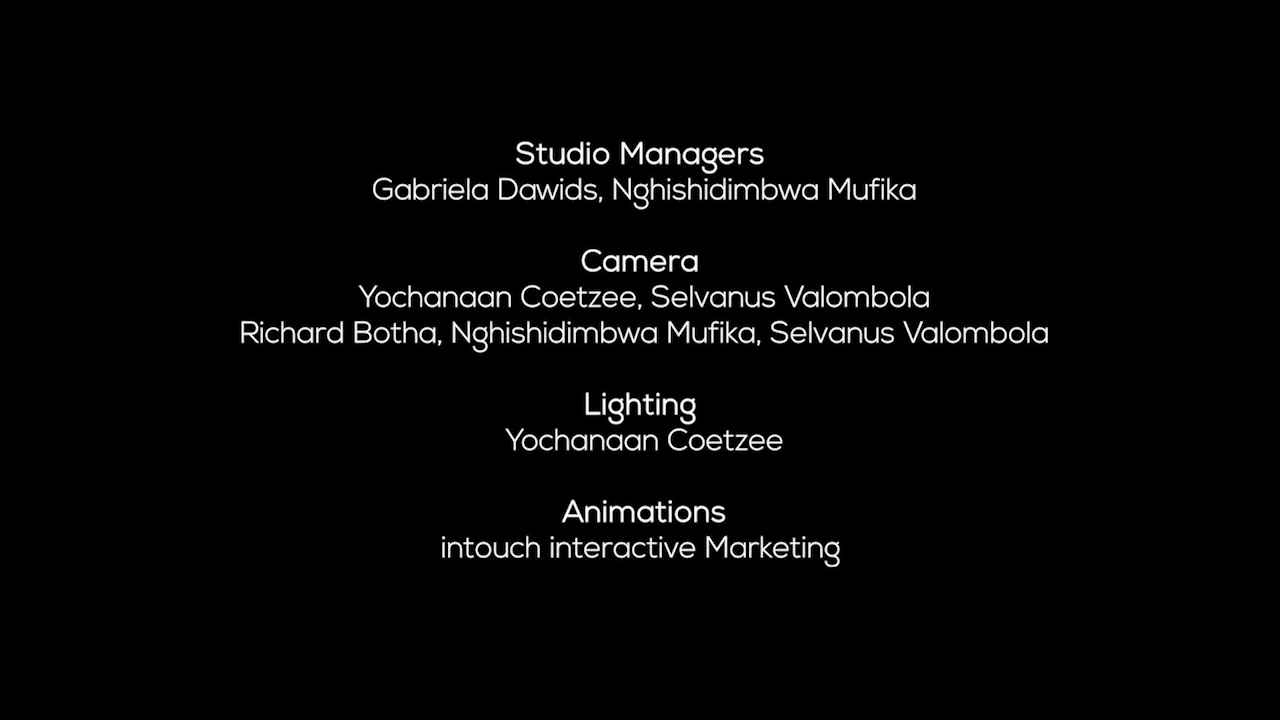 Studio Managers
Gabriela Dawids, Nghishidimbwa Mufika
Camera
Yochanaan Coetzee, Selvanus Valombola
Richard Botha, Nghishidimbwa Mufika, Selvanus Valombola
Lighting
Yochanaan Coetzee
Animations
intouch interactive Marketing